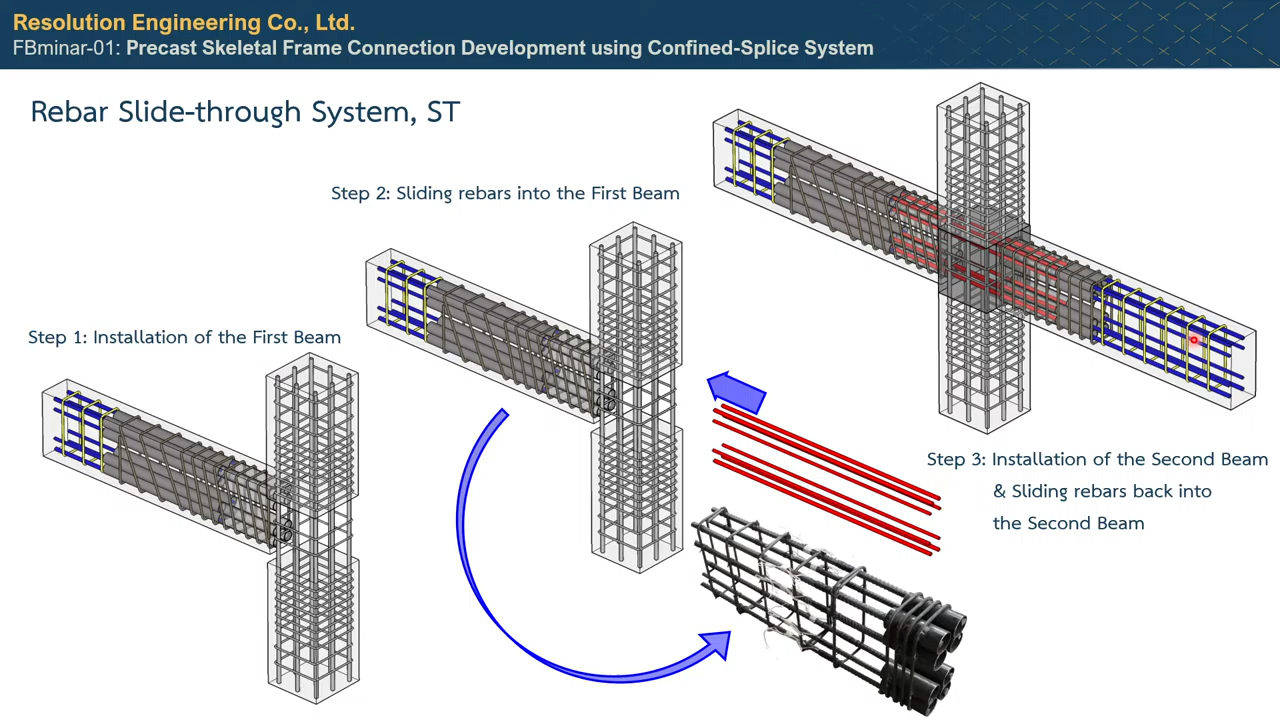 Resolution Engineering Co., Ltd.
FBminar-01: Precast Skeletal Frame Connection Development using Confined-Splice System
Rebar Slide-through System, ST
Step 2: Sliding rebars into the First Beam
Step 1: Installation of the First Beam
Step 3: Installation of the Second Beam
& Sliding rebars back into
the Second Beam